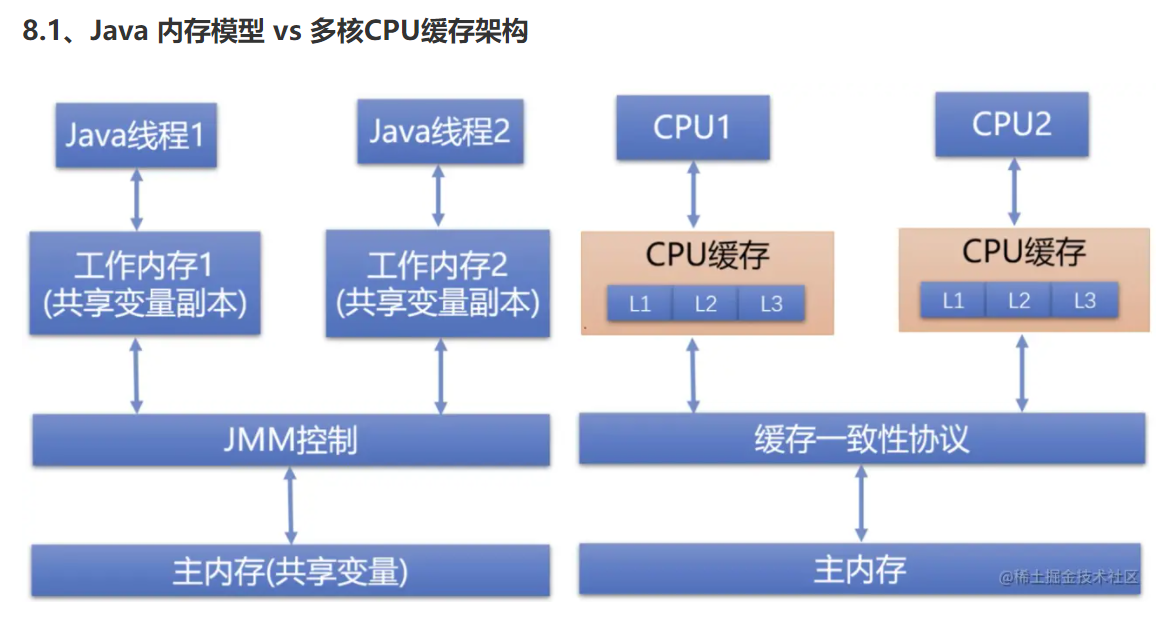 8.1、Java 内存模型 vs 多核CPU缓存架构
Java线程1
Java线程2
工作内存1
(共享变量副本)
工作内存2
(共享变量副本)
JMM控制
主内存(共享变量)
CPU1
CPU2
CPU缓存
L1 L2 L3
CPU缓存
L1 L2 L3
缓存一致性协议
主内存
@稀土掘金技术社区